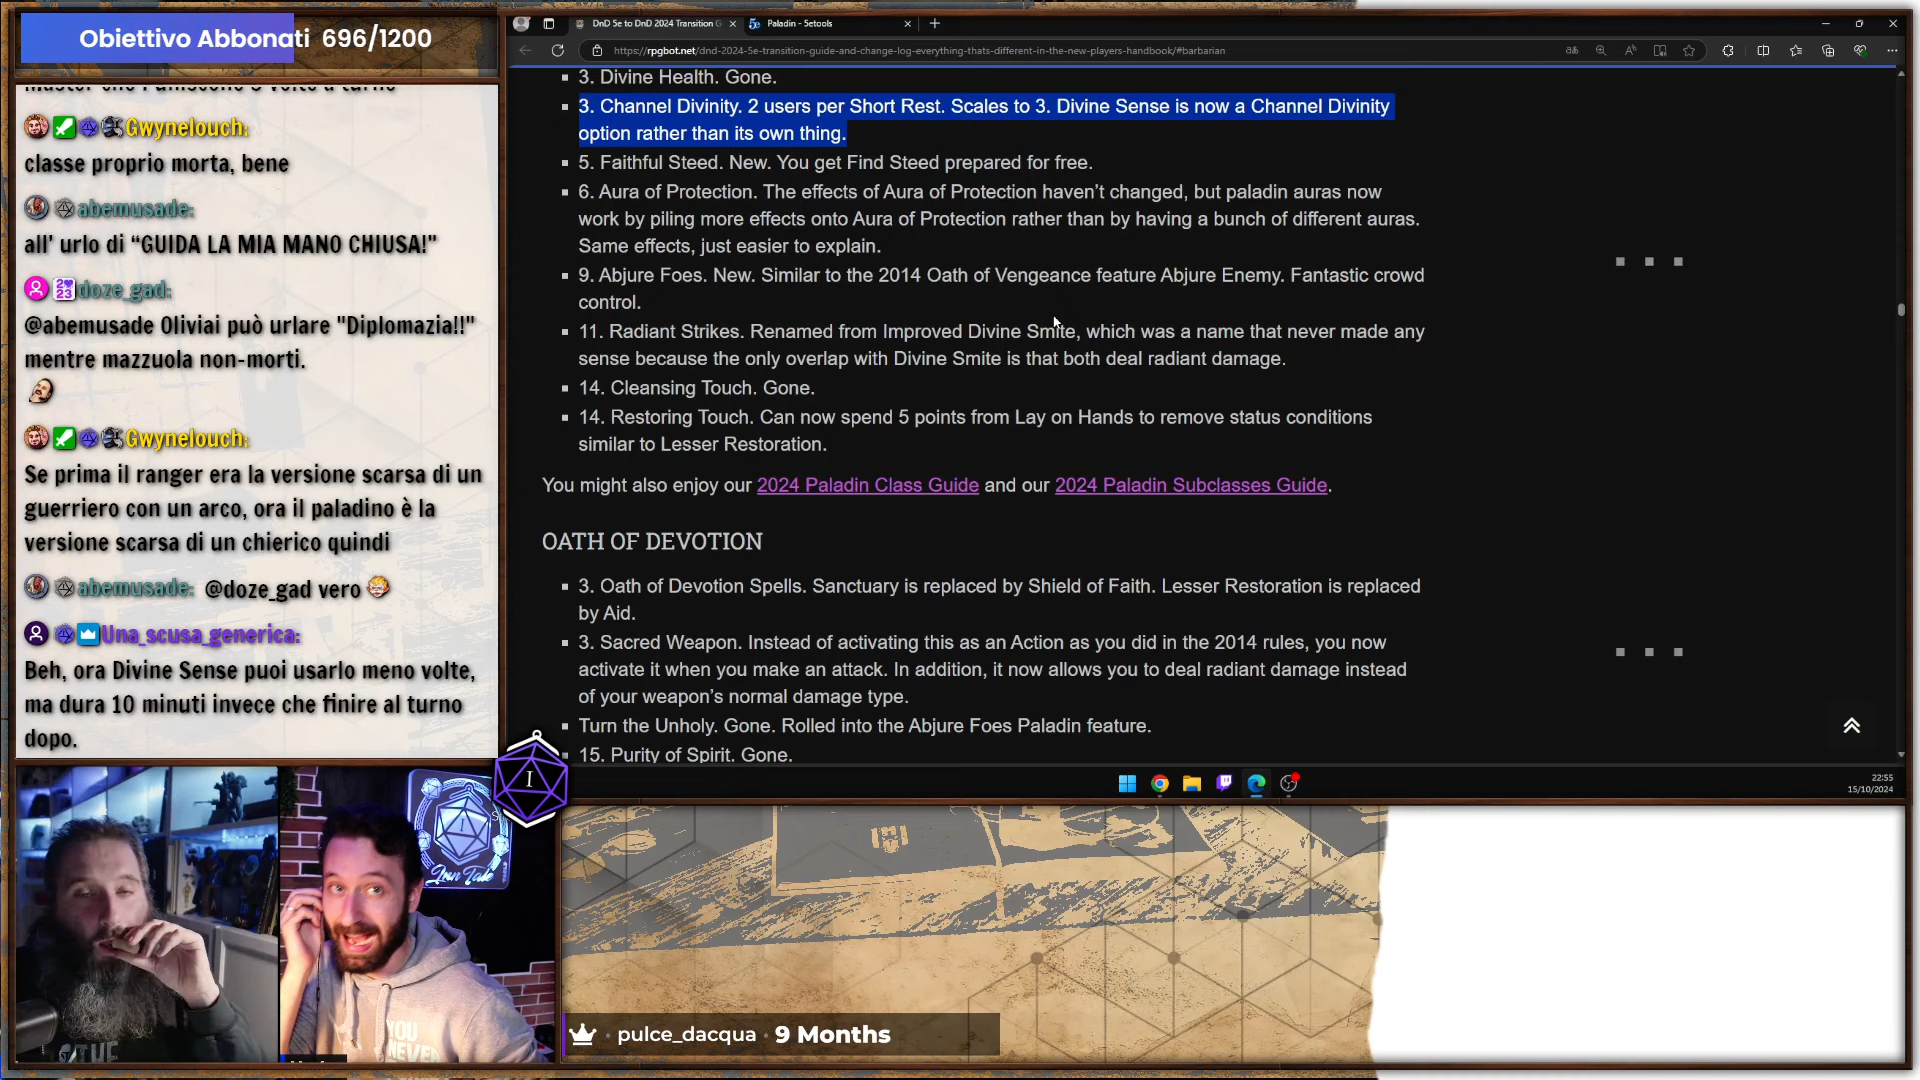 Obiettivo Abbonati 696/1200
Gwynelouch:
classe proprio morta, bene
abemusade:
all' urlo di “GUIDA LA MIA MANO CHIUSA!”
doze_gad:
@abemusade Oliviai può urlare "Diplomazia!!"
mentre mazzuola non-morti.
Gwynelouch:
Se prima il ranger era la versione scarsa di un
guerriero con un arco, ora il paladino è la
versione scarsa di un chierico quindi
abemusade: @doze_gad vero
Una_scusa_generica:
Beh, ora Divine Sense puoi usarlo meno volte,
ma dura 10 minuti invece che finire al turno
dopo.
DnD 5e to DnD 2024 Transition G
Paladin - 5etools
https://rpgbot.net/dnd-2024-5e-transition-guide-and-change-log-everything-thats-different-in-the-new-players-handbook/#barbarian
3. Divine Health. Gone.
3. Channel Divinity. 2 users per Short Rest. Scales to 3. Divine Sense is now a Channel Divinity
option rather than its own thing.
5. Faithful Steed. New. You get Find Steed prepared for free.
6. Aura of Protection. The effects of Aura of Protection haven’t changed, but paladin auras now
work by piling more effects onto Aura of Protection rather than by having a bunch of different auras.
Same effects, just easier to explain.
9. Abjure Foes. New. Similar to the 2014 Oath of Vengeance feature Abjure Enemy. Fantastic crowd
control.
11. Radiant Strikes. Renamed from Improved Divine Smite, which was a name that never made any
sense because the only overlap with Divine Smite is that both deal radiant damage.
14. Cleansing Touch. Gone.
14. Restoring Touch. Can now spend 5 points from Lay on Hands to remove status conditions
similar to Lesser Restoration.
You might also enjoy our 2024 Paladin Class Guide and our 2024 Paladin Subclasses Guide.
OATH OF DEVOTION
3. Oath of Devotion Spells. Sanctuary is replaced by Shield of Faith. Lesser Restoration is replaced
by Aid.
3. Sacred Weapon. Instead of activating this as an Action as you did in the 2014 rules, you now
activate it when you make an attack. In addition, it now allows you to deal radiant damage instead
of your weapon’s normal damage type.
Turn the Unholy. Gone. Rolled into the Abjure Foes Paladin feature.
15. Purity of Spirit. Gone.
22:55
15/10/2024
I
Inn Tale
YOU
NEVER
pulce_dacqua · 9 Months